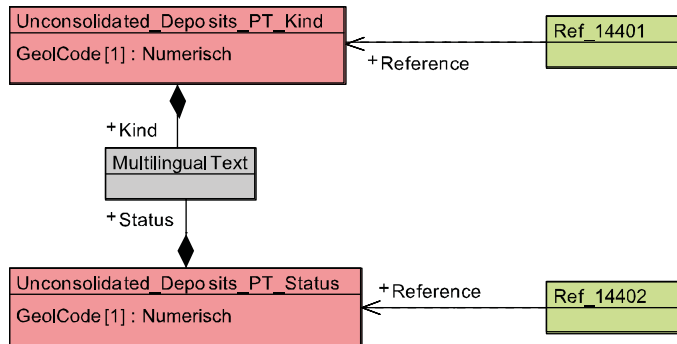 Unconsolidated_Deposits_PT_Kind
GeolCode[1] : Numerisch
Ref_14401
+Reference
+Kind
Multilingual Text
+Status
Unconsolidated_Deposits_PT_Status
GeolCode[1] : Numerisch
+Reference
Ref_14402